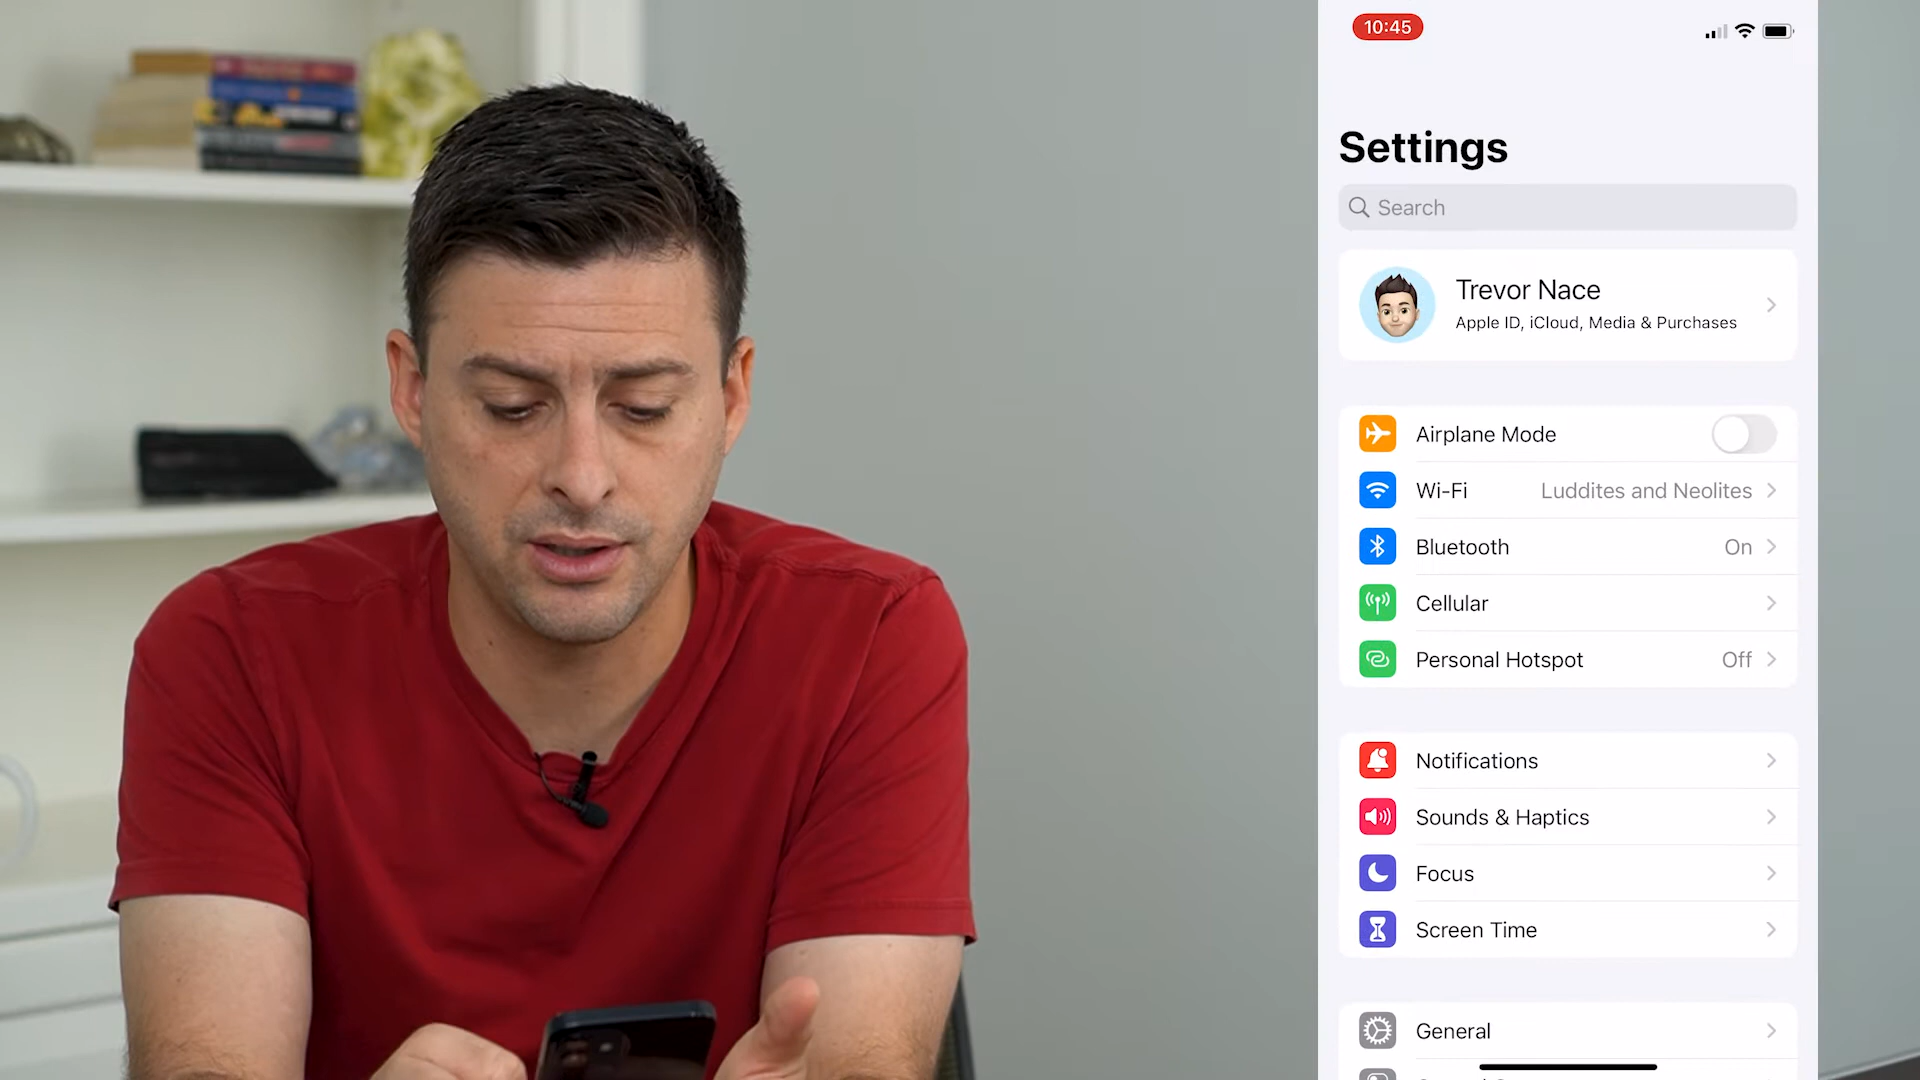 10:45
Settings
Search
Trevor Nace
Apple ID, iCloud, Media & Purchases
Airplane Mode
Wi-Fi Luddites and Neolites
Bluetooth On
Cellular
Personal Hotspot Off
Notifications
Sounds & Haptics
Focus
Screen Time
General